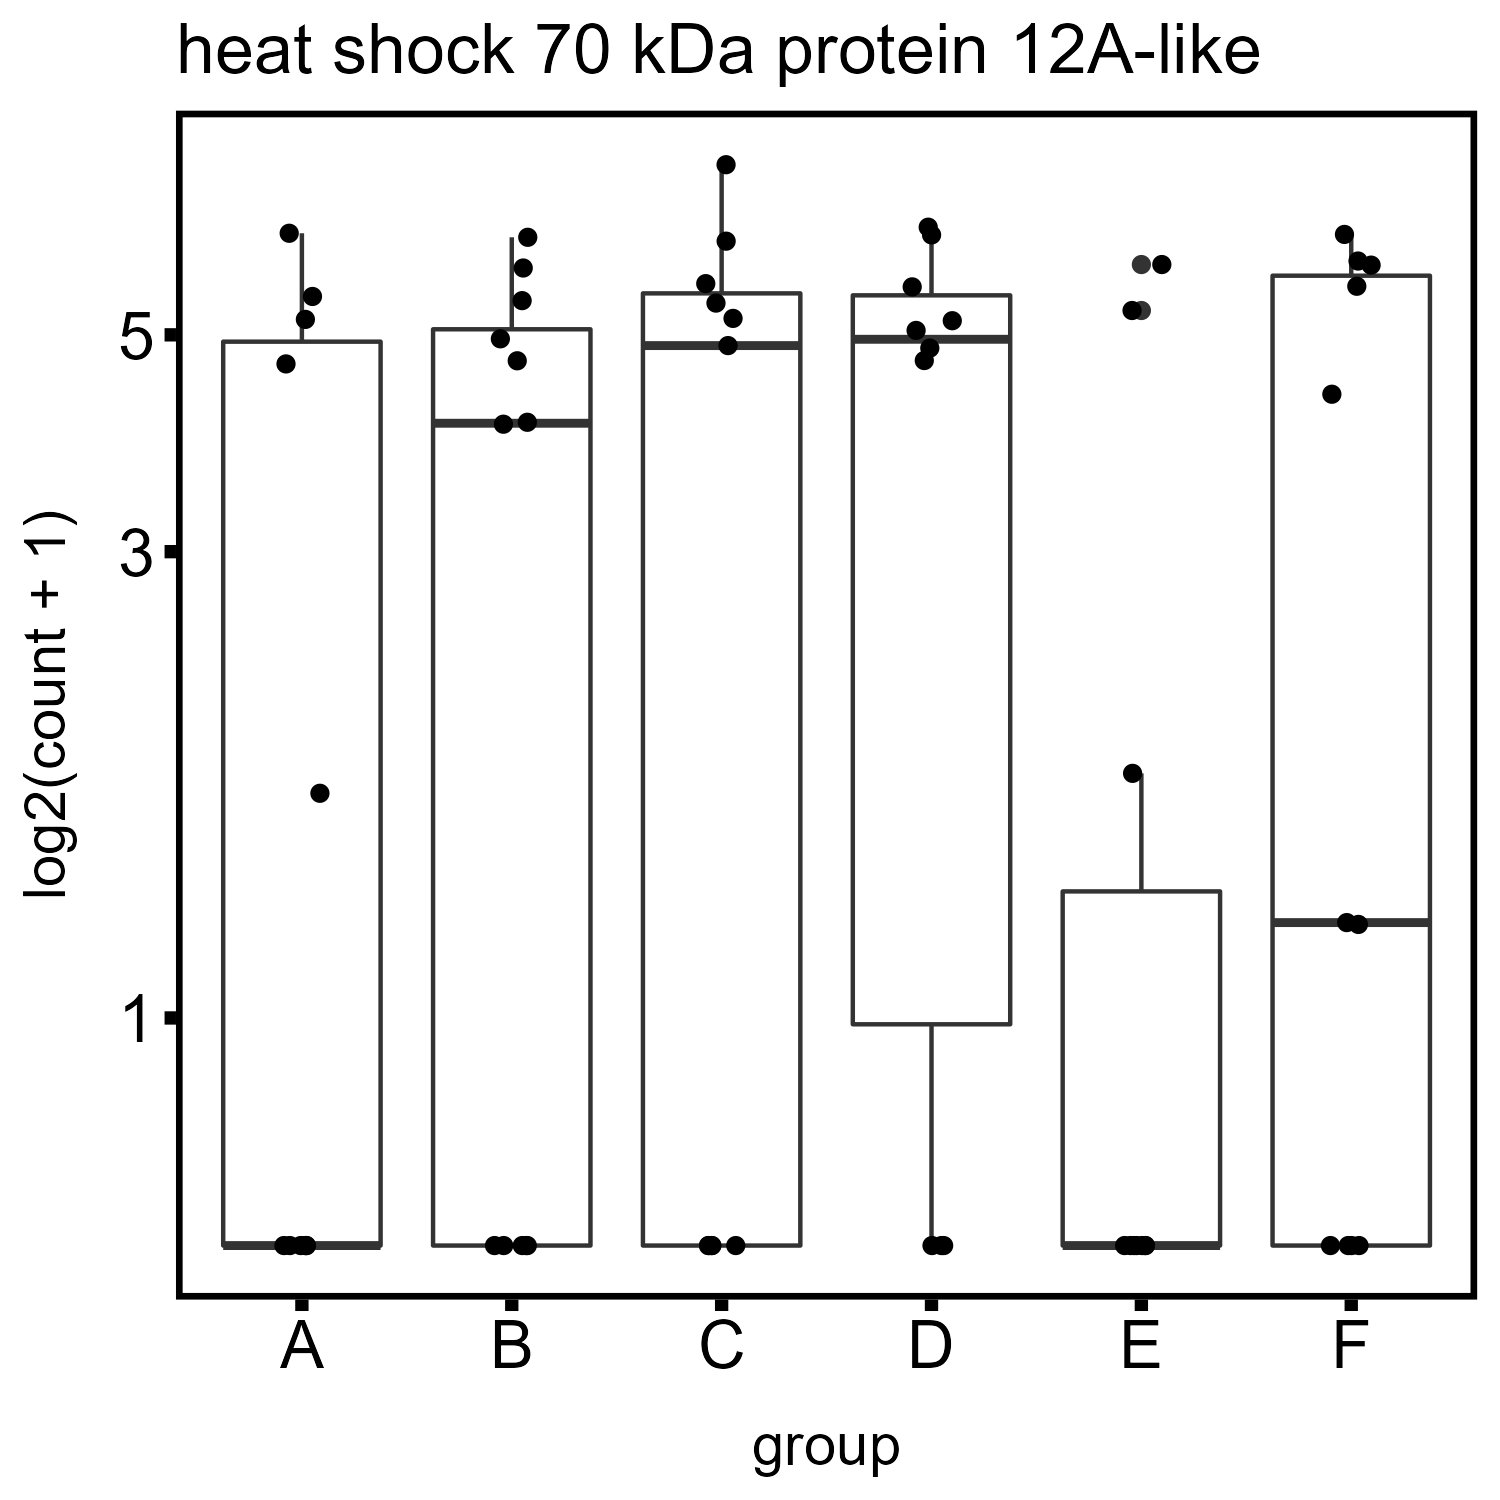 heat shock 70 kDa protein 12A-like
log2(count + 1)
5
3
1
A B C D E F
group